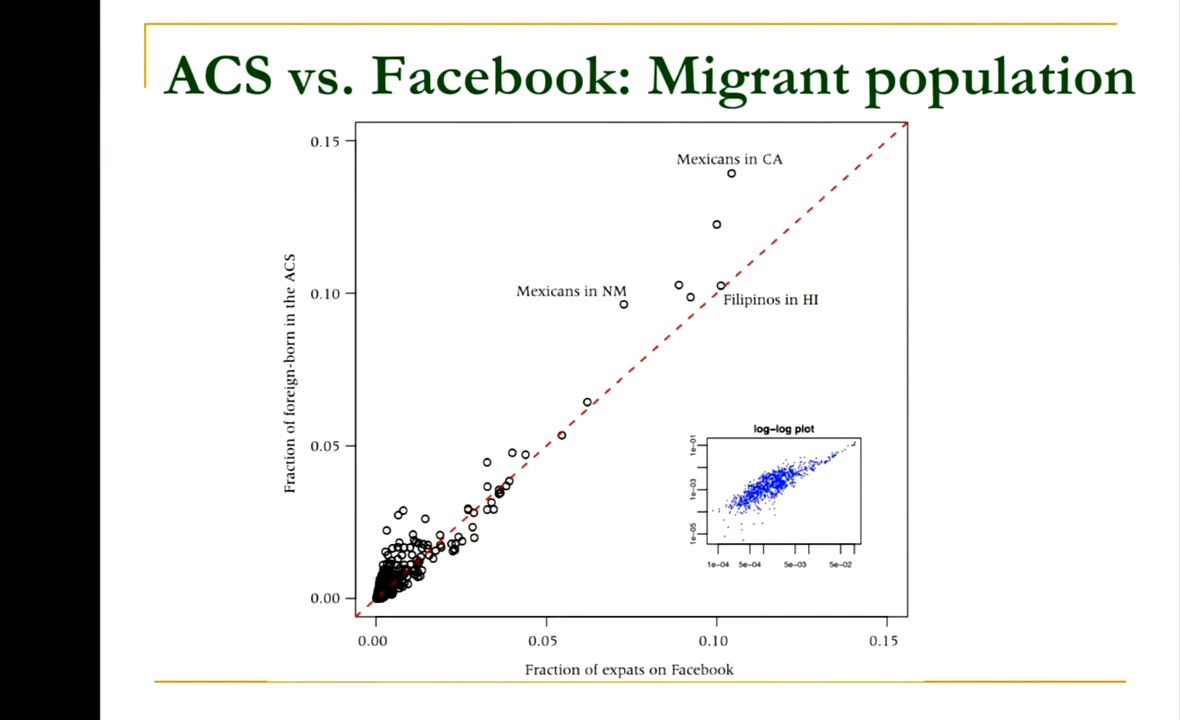 ACS vs. Facebook: Migrant population
0.15
Mexicans in CA
Fraction of foreign-born in the ACS
Mexicans in NM
0.10
Filipinos in HI
log-log plot
1e-01
1e-03
1e-05
1e-04 5e-04 5e-03 5e-02
0.05
0.00
0.00 0.05 0.10 0.15
Fraction of expats on Facebook